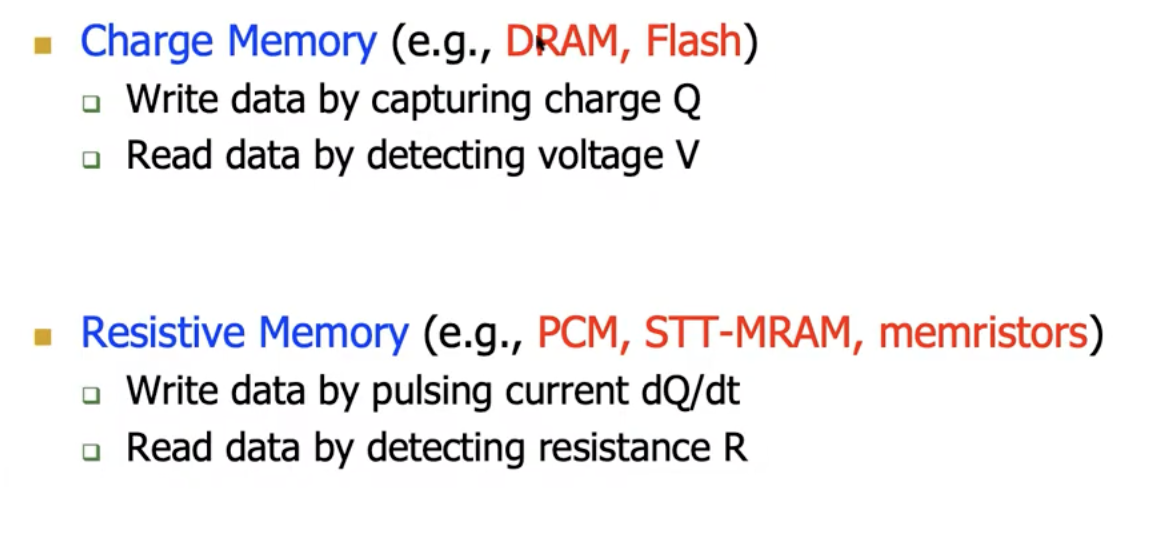 Charge Memory (e.g., DRAM, Flash)
Write data by capturing charge Q
Read data by detecting voltage V
Resistive Memory (e.g., PCM, STT-MRAM, memristors)
Write data by pulsing current dQ/dt
Read data by detecting resistance R